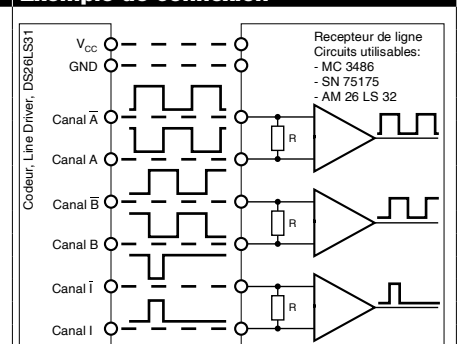 Exemple de connexion
Codeur, Line Driver, DS26LS31
VCC
GND
Canal A̅
Canal A
Canal B̅
Canal B
Canal I̅
Canal I
Recepteur de ligne
Circuits utilisables:
- MC 3486
- SN 75175
- AM 26 LS 32
R
R
R